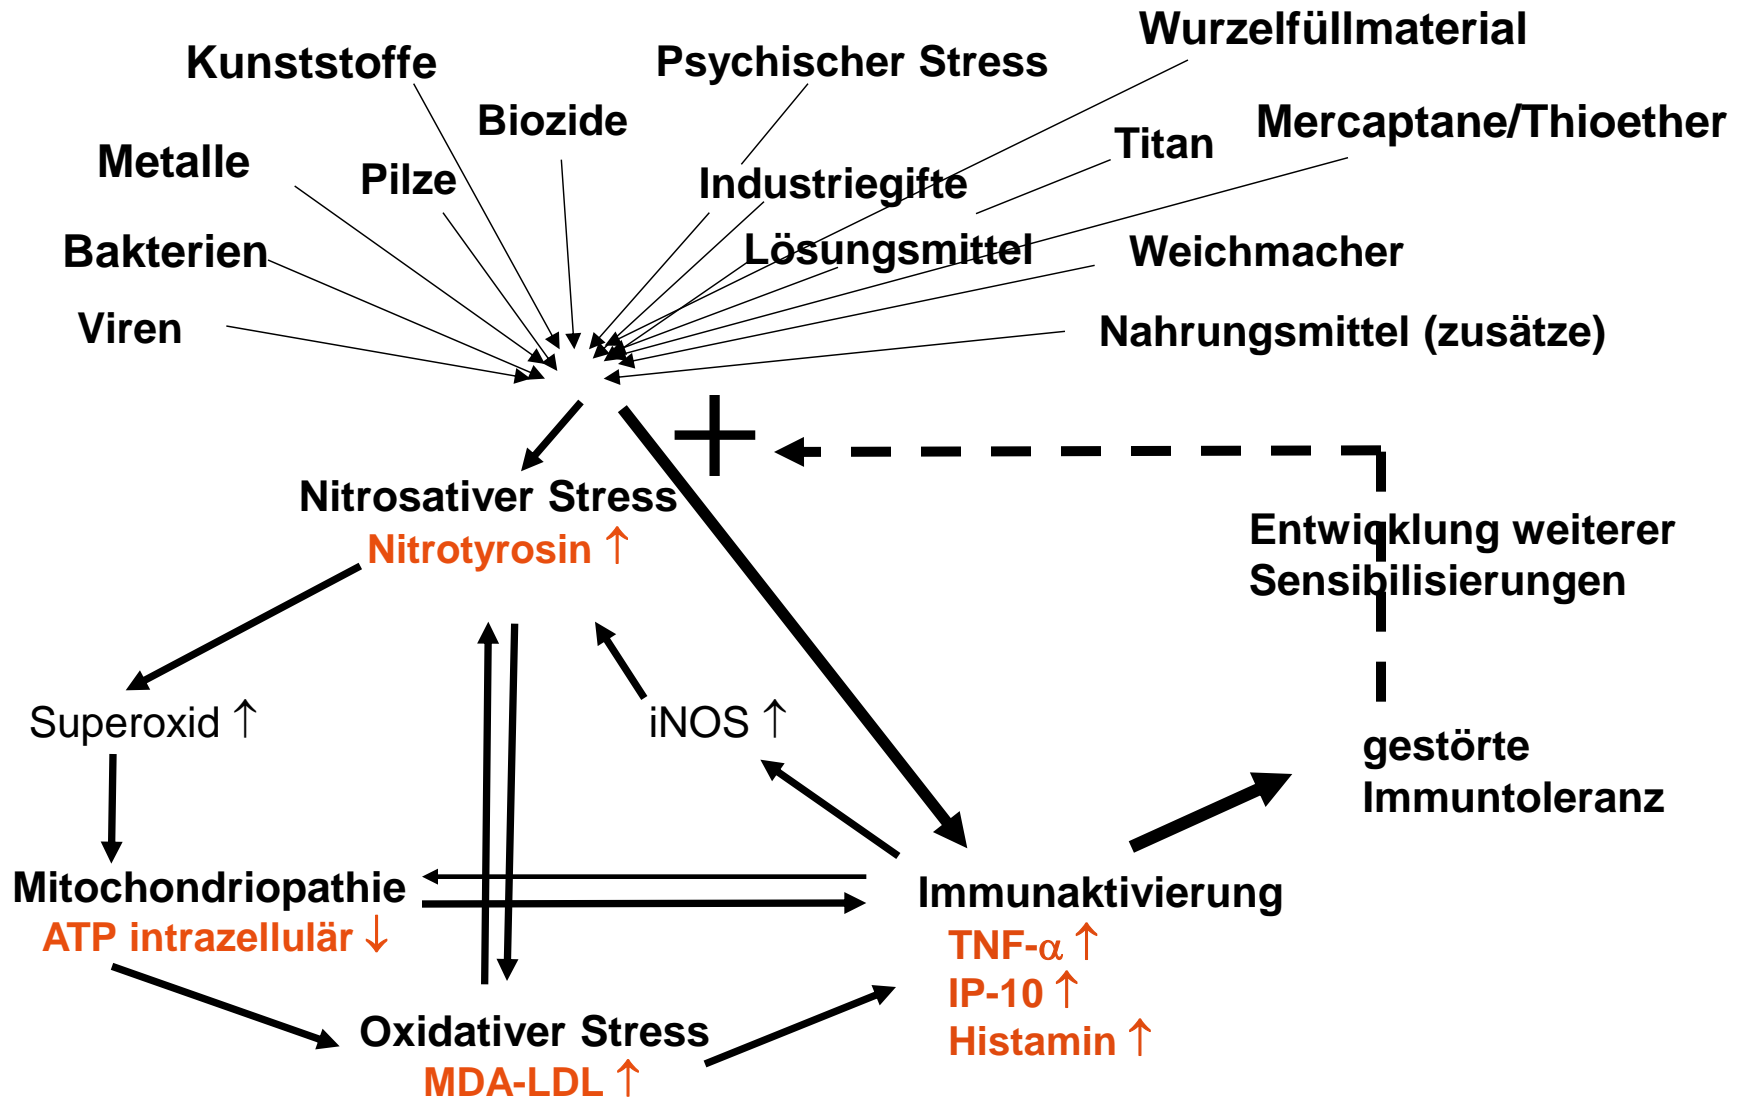 Wurzelfüllmaterial
Kunststoffe
Psychischer Stress
Biozide
Mercaptane/Thioether
Titan
Metalle
Pilze
Industriegifte
Bakterien
Lösungsmittel
Weichmacher
Viren
Nahrungsmittel (zusätze)
+
Nitrosativer Stress
Nitrotyrosin ↑
Entwicklung weiterer
Sensibilisierungen
Superoxid ↑
iNOS ↑
gestörte
Immuntoleranz
Mitochondriopathie
ATP intrazellulär ↓
Immunaktivierung
TNF-α ↑
IP-10 ↑
Histamin ↑
Oxidativer Stress
MDA-LDL ↑